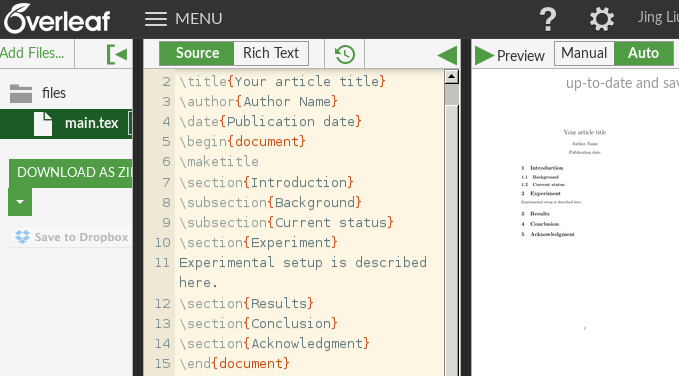 Overleaf
MENU
?
Jing Liu
Add Files...
Source
Rich Text
Preview
Manual
Auto
up-to-date and sav
files
main.tex
DOWNLOAD AS ZIP
Save to Dropbox
2 \title{Your article title}
3 \author{Author Name}
4 \date{Publication date}
5 \begin{document}
6 \maketitle
7 \section{Introduction}
8 \subsection{Background}
9 \subsection{Current status}
10 \section{Experiment}
11 Experimental setup is described
here.
12 \section{Results}
13 \section{Conclusion}
14 \section{Acknowledgment}
15 \end{document}
Your article title
Author Name
Publication date
1 Introduction
1.1 Background
1.2 Current status
2 Experiment
Experimental setup is described here.
3 Results
4 Conclusion
5 Acknowledgment